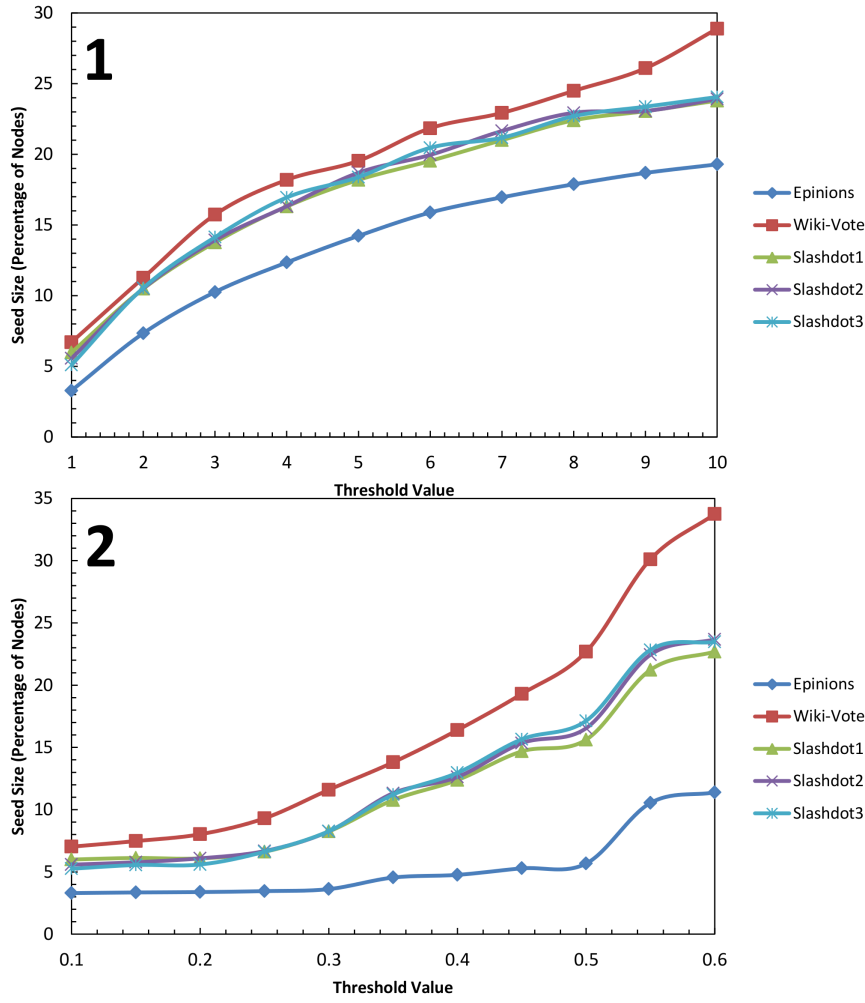 1
Seed Size (Percentage of Nodes)
30
25
20
15
10
5
0
1 2 3 4 5 6 7 8 9 10
Threshold Value
Epinions
Wiki-Vote
Slashdot1
Slashdot2
Slashdot3
2
Seed Size (Percentage of Nodes)
35
30
25
20
15
10
5
0
0.1 0.2 0.3 0.4 0.5 0.6
Threshold Value
Epinions
Wiki-Vote
Slashdot1
Slashdot2
Slashdot3